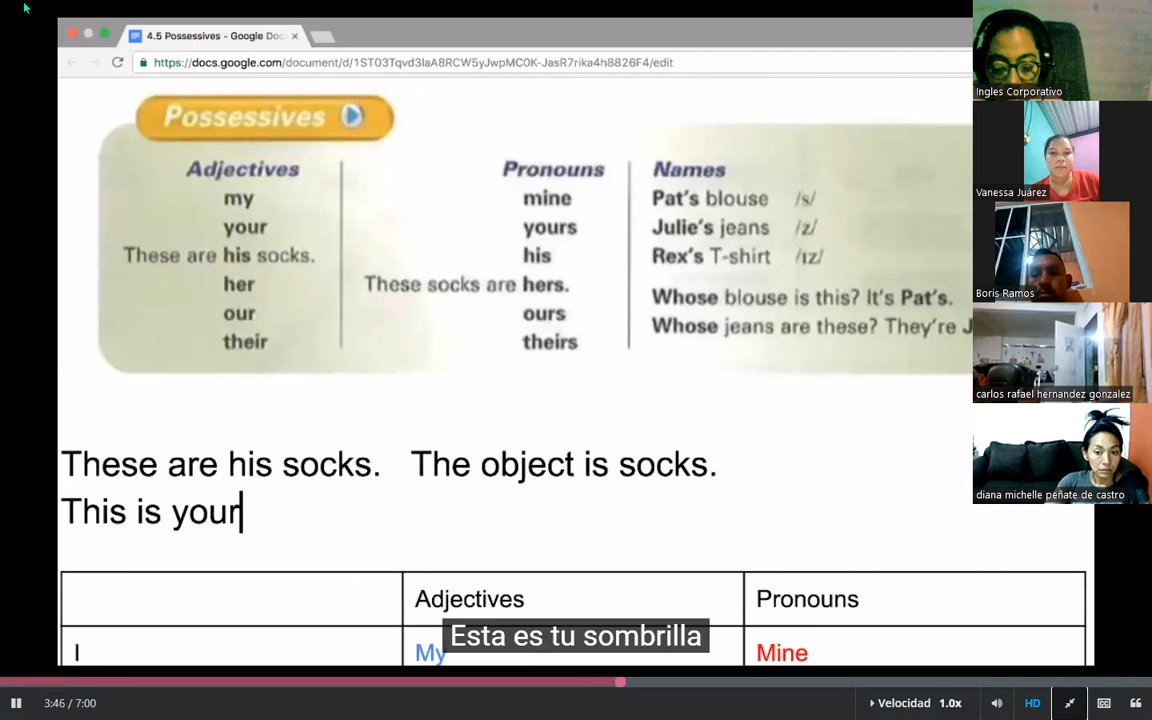 4.5 Possessives - Google Doc
https://docs.google.com/document/d/1ST03Tqvd3laA8RCW5yJwpMC0K-JasR7rika4h8826F4/edit
Possessives
Adjectives
my
your
These are his socks.
her
our
their
Pronouns
mine
yours
his
These socks are hers.
ours
theirs
Names
Pat's blouse /s/
Julie's jeans /z/
Rex's T-shirt /ɪz/
Whose blouse is this? It's Pat's.
Whose jeans are these? They're J
These are his socks. The object is socks.
This is your
Adjectives Pronouns
I My Mine
Esta es tu sombrilla
Ingles Corporativo
Vanessa Juárez
Boris Ramos
carlos rafael hernandez gonzalez
diana michelle peñate de castro
3:46 / 7:00
Velocidad 1.0x
HD